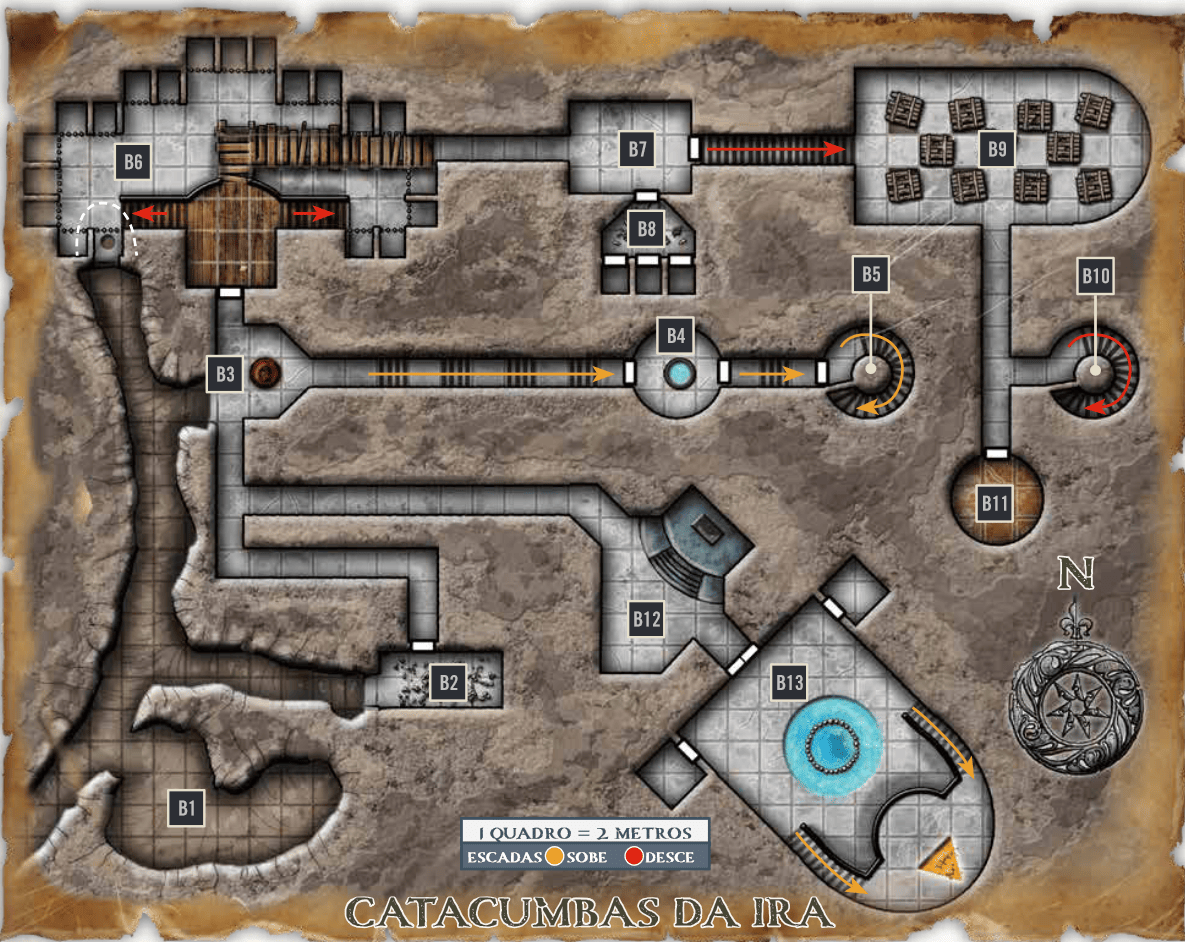 B6
B7
B9
B8
B5
B10
B4
B3
B11
N
B12
B2
B13
B1
1 QUADRO = 2 METROS
ESCADAS SOBE DESCE
CATACUMBAS DA IRA